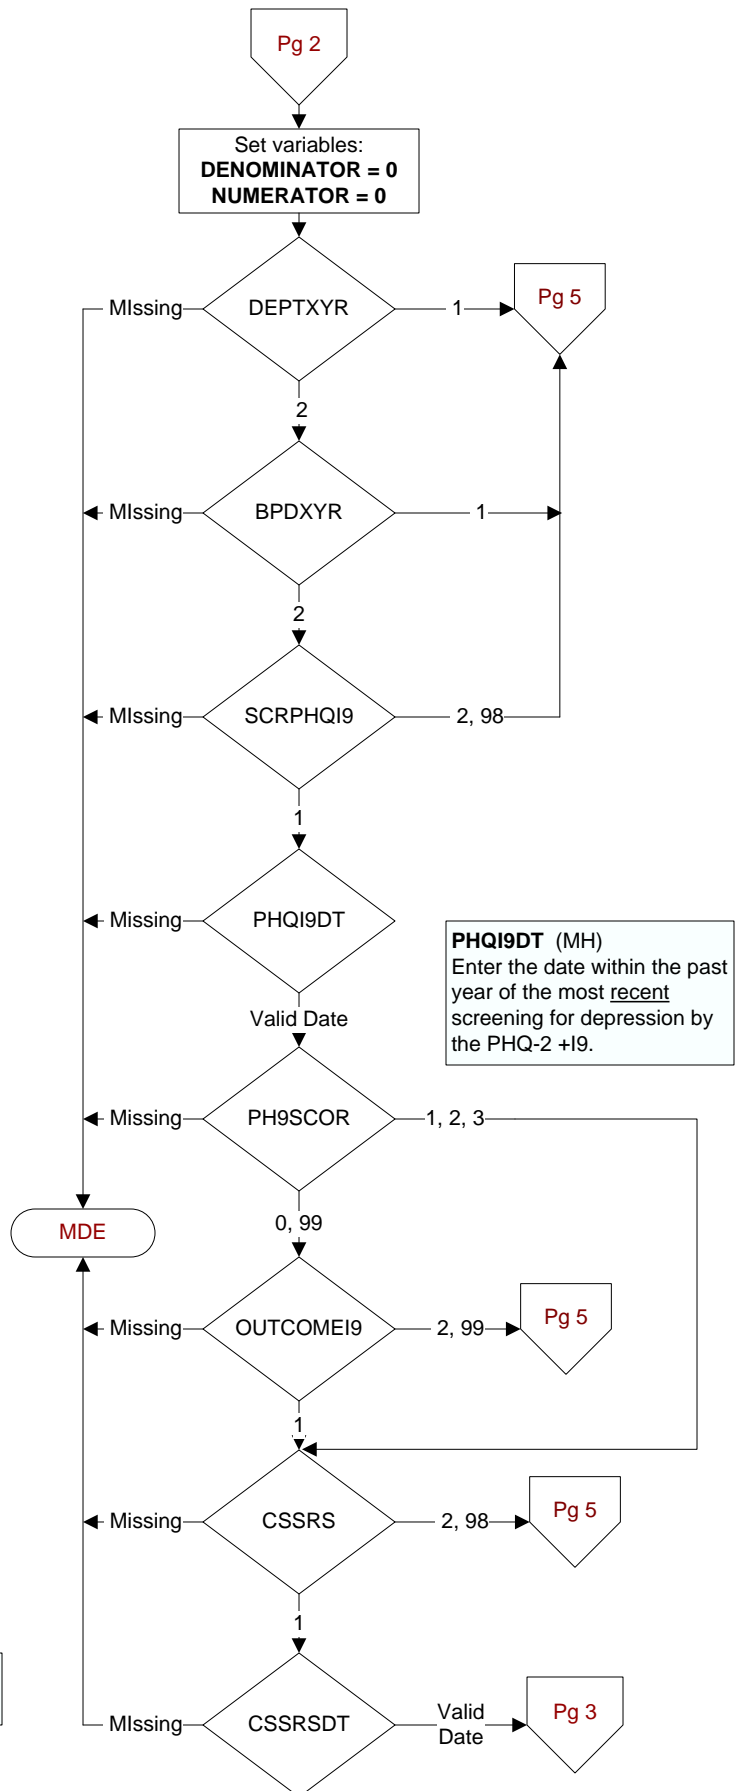 Pg 2
Set variables:
DENOMINATOR = 0
NUMERATOR = 0
MIssing
DEPTXYR
1
Pg 5
2
MIssing
BPDXYR
1
2
MIssing
SCRPHQI9
2, 98
1
Missing
PHQI9DT
PHQI9DT (MH)
Enter the date within the past
year of the most recent
screening for depression by
the PHQ-2 +I9.
Valid Date
Missing
PH9SCOR
1, 2, 3
MDE
0, 99
Missing
OUTCOMEI9
2, 99
Pg 5
1
Missing
CSSRS
2, 98
Pg 5
1
MIssing
CSSRSDT
Valid
Date
Pg 3